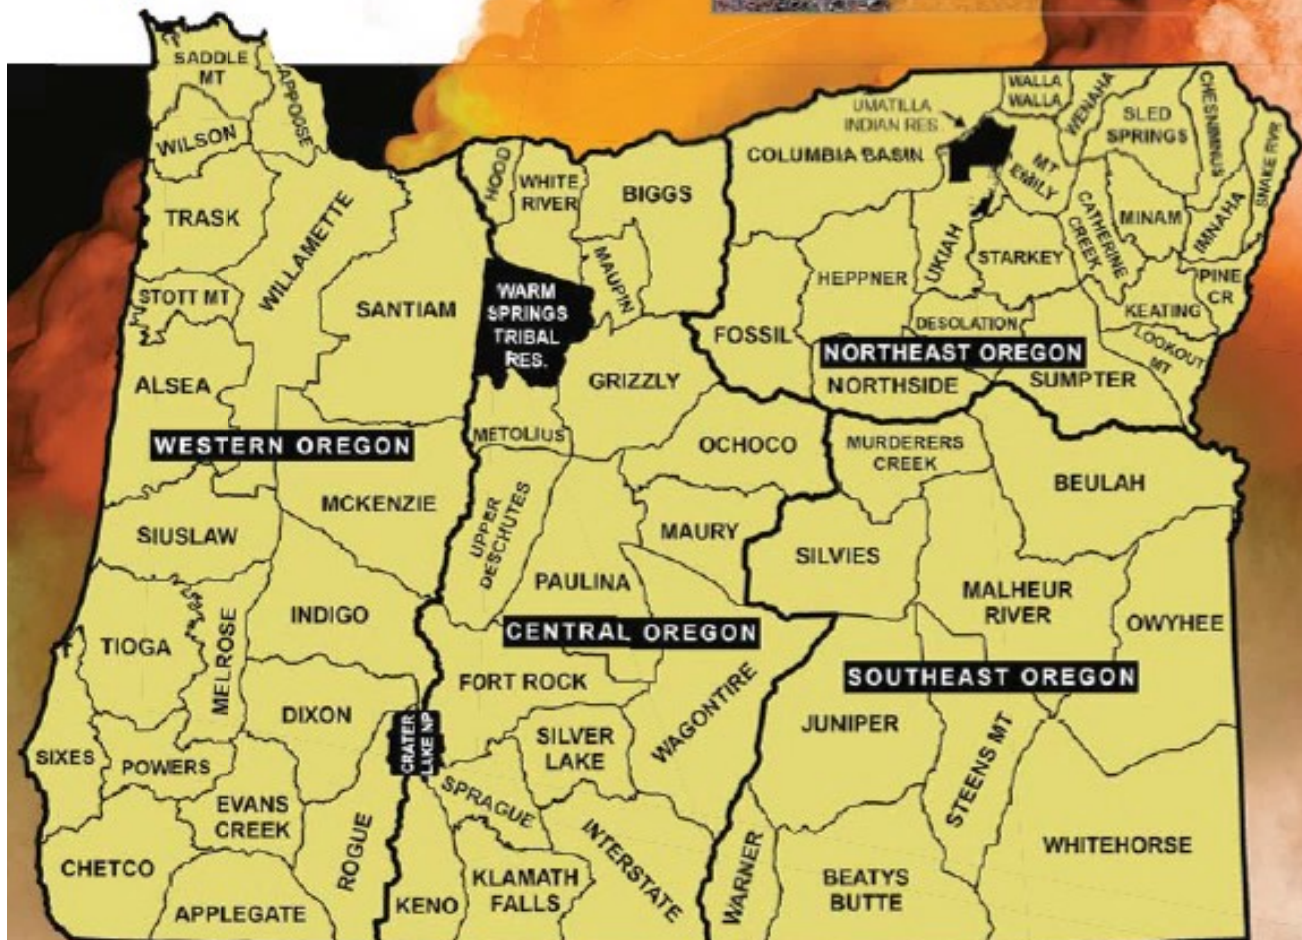 SADDLE
MT
APPOOSE
WILSON
TRASK
WILLAMETTE
STOTT MT
SANTIAM
ALSEA
WESTERN OREGON
MCKENZIE
SIUSLAW
INDIGO
TIOGA
MELROSE
DIXON
SIXES
POWERS
EVANS
CREEK
ROGUE
CHETCO
APPLEGATE
CRATER
LAKE NP
HOOD
WHITE
RIVER
BIGGS
MAUPIN
WARM
SPRINGS
TRIBAL
RES.
GRIZZLY
METOLIUS
OCHOCO
UPPER
DESCHUTES
MAURY
PAULINA
CENTRAL OREGON
FORT ROCK
SILVER
LAKE
WAGONTIRE
SPRAGUE
KENO
KLAMATH
FALLS
INTERSTATE
WALLA
WALLA
WENAHA
SLED
SPRINGS
CHESNIMNUS
SNAKE RVR
UMATILLA
INDIAN RES.
COLUMBIA BASIN
MT
EMILY
CATHERINE
CREEK
MINAM
IMNAHA
UKIAH
STARKEY
HEPPNER
PINE
CR
KEATING
FOSSIL
DESOLATION
LOOKOUT
MT
NORTHEAST OREGON
NORTHSIDE
SUMPTER
MURDERERS
CREEK
BEULAH
SILVIES
MALHEUR
RIVER
OWYHEE
SOUTHEAST OREGON
JUNIPER
STEENS MT
WARNER
BEATYS
BUTTE
WHITEHORSE